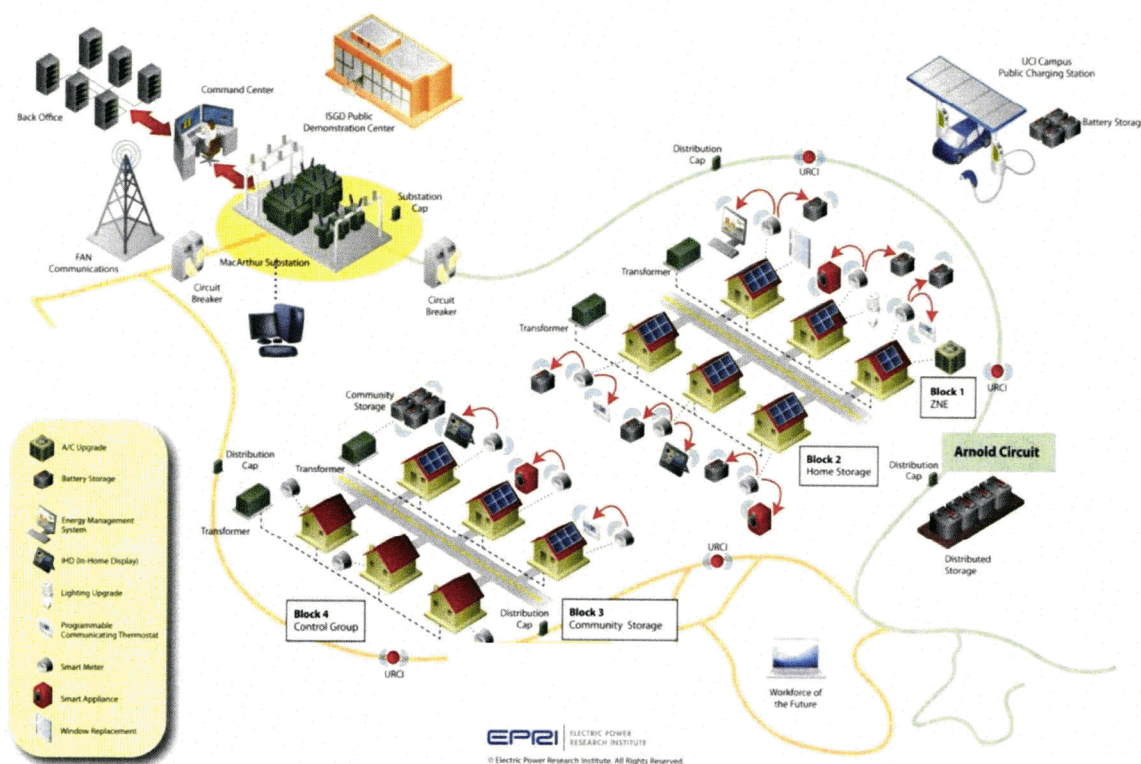 Back Office
Command Center
ISGD Public
Demonstration Center
UCI Campus
Public Charging Station
Battery Storag
Distribution
Cap
URCI
Substation
Cap
FAN
Communications
Circuit
Breaker
MacArthur Substation
Circuit
Breaker
Transformer
Transformer
Block 1
ZNE
URCI
Block 2
Home Storage
Arnold Circuit
Distribution
Cap
Distributed
Storage
Community
Storage
Distribution
Cap
Transformer
Transformer
URCI
Block 4
Control Group
Distribution
Cap
Block 3
Community Storage
URCI
Workforce of
the Future
A/C Upgrade
Battery Storage
Energy Management
System
IHD (In-Home Display)
Lighting Upgrade
Programmable
Communicating Thermostat
Smart Meter
Smart Appliance
Window Replacement
EPRI
ELECTRIC POWER
RESEARCH INSTITUTE
© Electric Power Research Institute. All Rights Reserved.